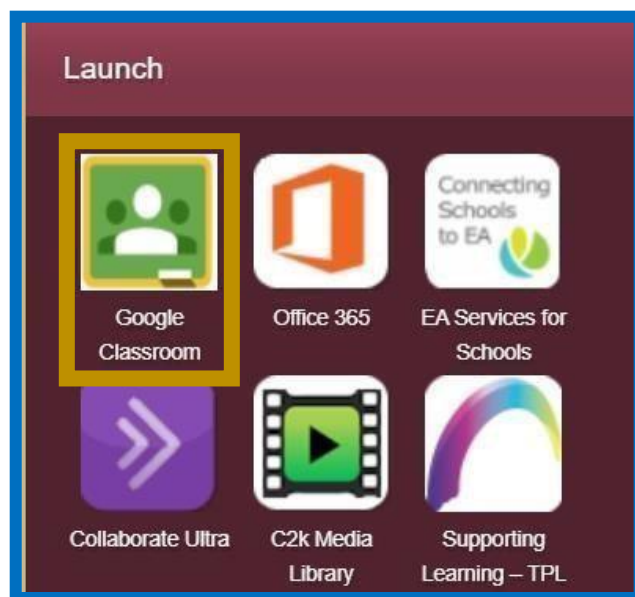 Launch
Connecting
Schools
to EA
Google
Classroom
Office 365
EA Services for
Schools
Collaborate Ultra
C2k Media
Library
Supporting
Learning – TPL